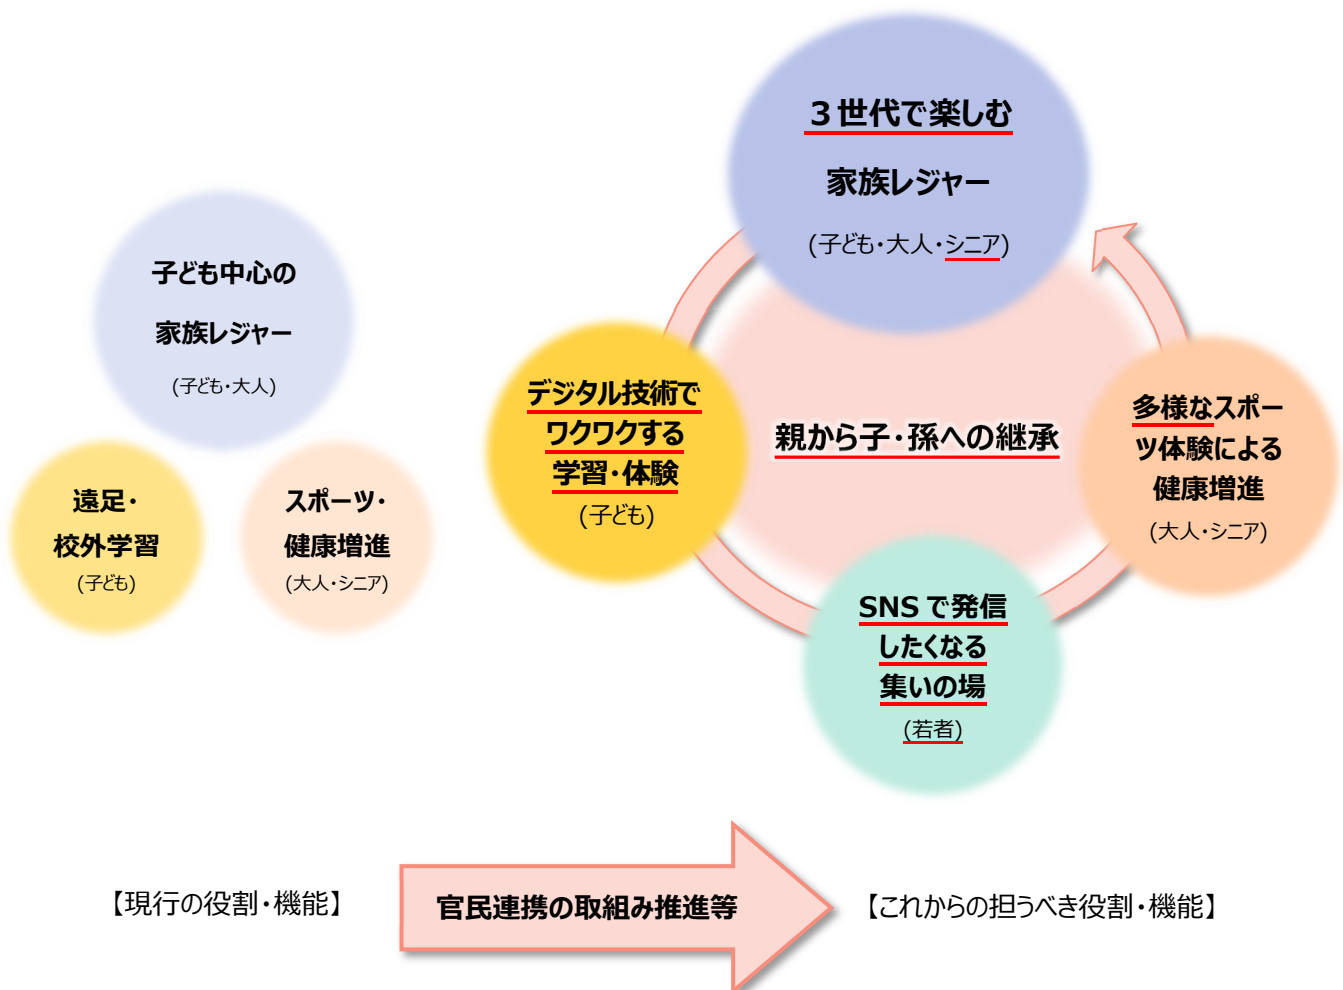 子ども中心の
家族レジャー
(子ども・大人)
遠足・
校外学習
(子ども)
スポーツ・
健康増進
(大人・シニア)
３世代で楽しむ
家族レジャー
(子ども・大人・シニア)
デジタル技術で
ワクワクする
学習・体験
(子ども)
親から子・孫への継承
多様なスポー
ツ体験による
健康増進
(大人・シニア)
SNSで発信
したくなる
集いの場
(若者)
【現行の役割・機能】
官民連携の取組み推進等
【これからの担うべき役割・機能】